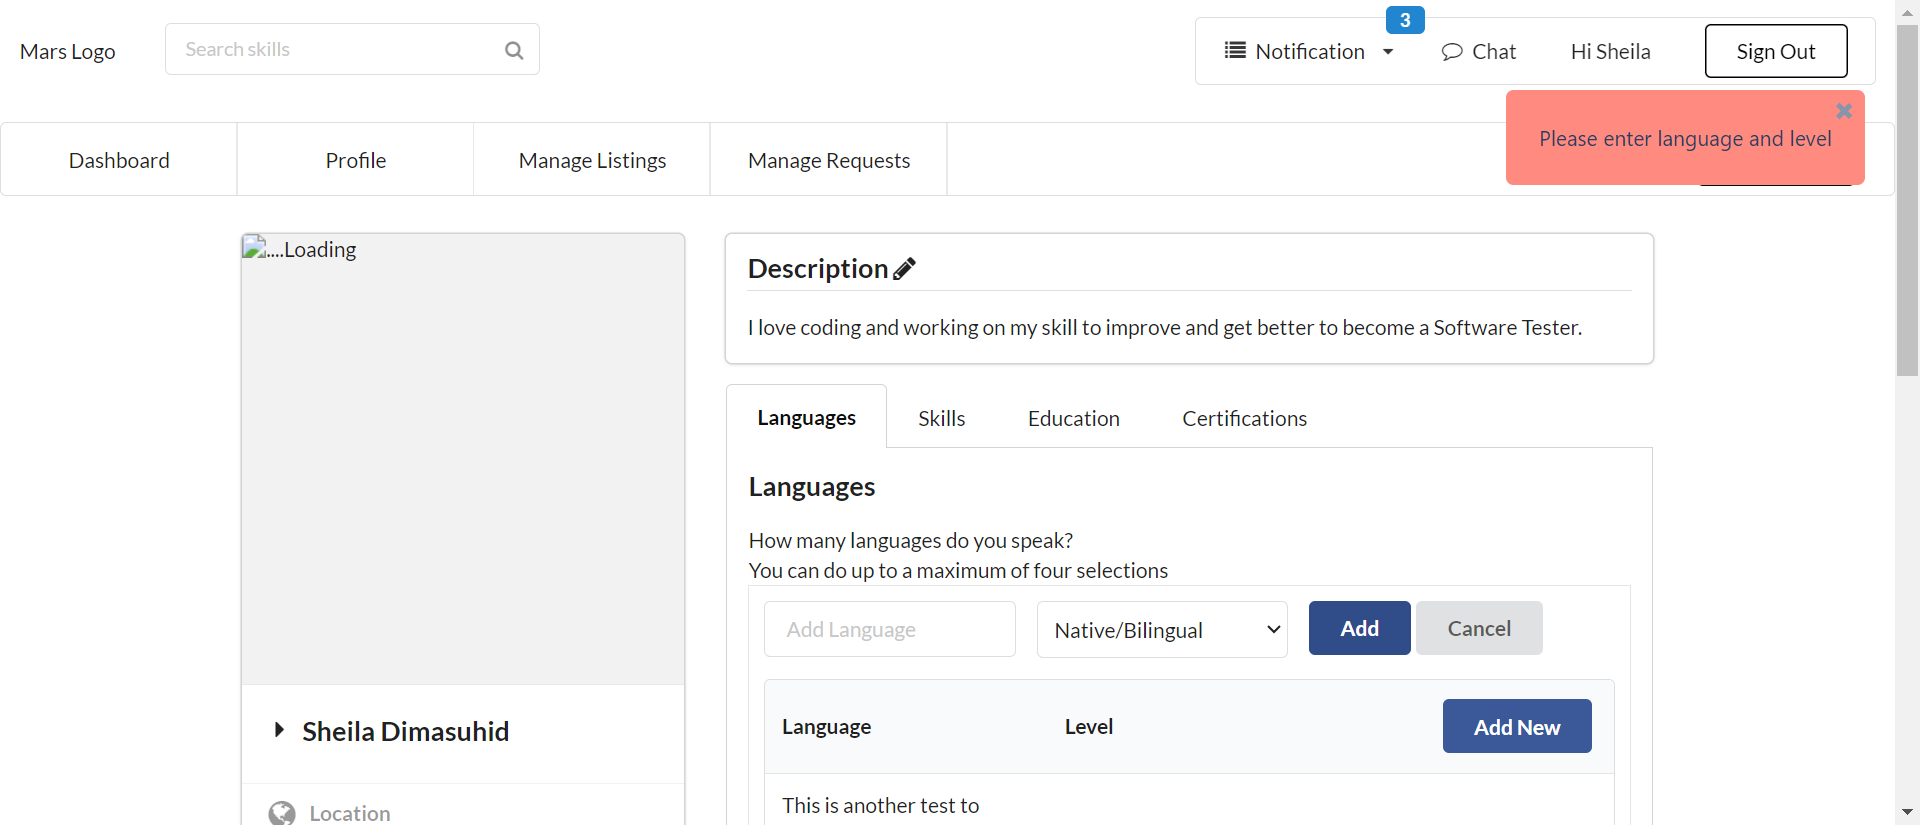 Mars Logo
Search skills
3
Notification
Chat
Hi Sheila
Sign Out
Please enter language and level
Dashboard
Profile
Manage Listings
Manage Requests
....Loading
Description
I love coding and working on my skill to improve and get better to become a Software Tester.
Languages
Skills
Education
Certifications
Languages
How many languages do you speak?
You can do up to a maximum of four selections
Add Language
Native/Bilingual
Add
Cancel
Language
Level
Add New
This is another test to
Sheila Dimasuhid
Location